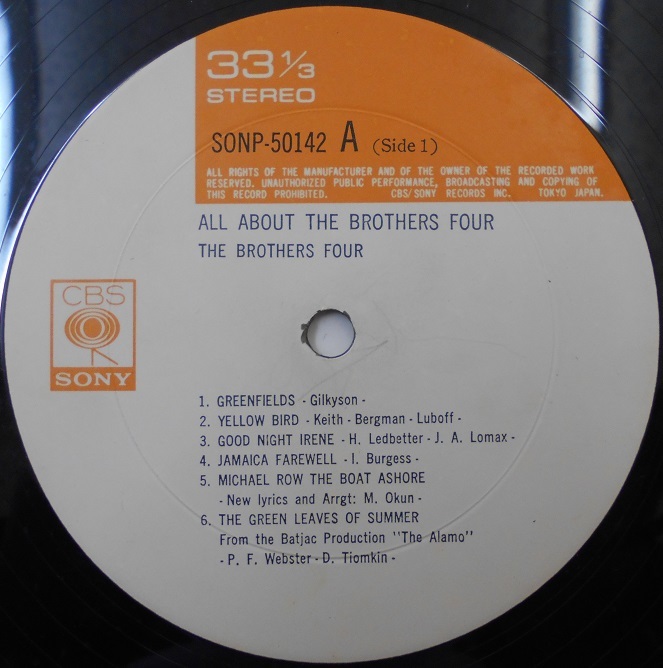 33 1/3
STEREO
SONP-50142 A (Side 1)
ALL RIGHTS OF THE MANUFACTURER AND OF THE OWNER OF THE RECORDED WORK
RESERVED. UNAUTHORIZED PUBLIC PERFORMANCE, BROADCASTING AND COPYING OF
THIS RECORD PROHIBITED. CBS/SONY RECORDS INC. TOKYO JAPAN.
ALL ABOUT THE BROTHERS FOUR
THE BROTHERS FOUR
CBS
SONY
1. GREENFIELDS - Gilkyson -
2. YELLOW BIRD - Keith - Bergman - Luboff -
3. GOOD NIGHT IRENE - H. Ledbetter - J. A. Lomax -
4. JAMAICA FAREWELL - I. Burgess -
5. MICHAEL ROW THE BOAT ASHORE
- New lyrics and Arrgt: M. Okun -
6. THE GREEN LEAVES OF SUMMER
From the Batjac Production "The Alamo"
- P. F. Webster - D. Tiomkin -